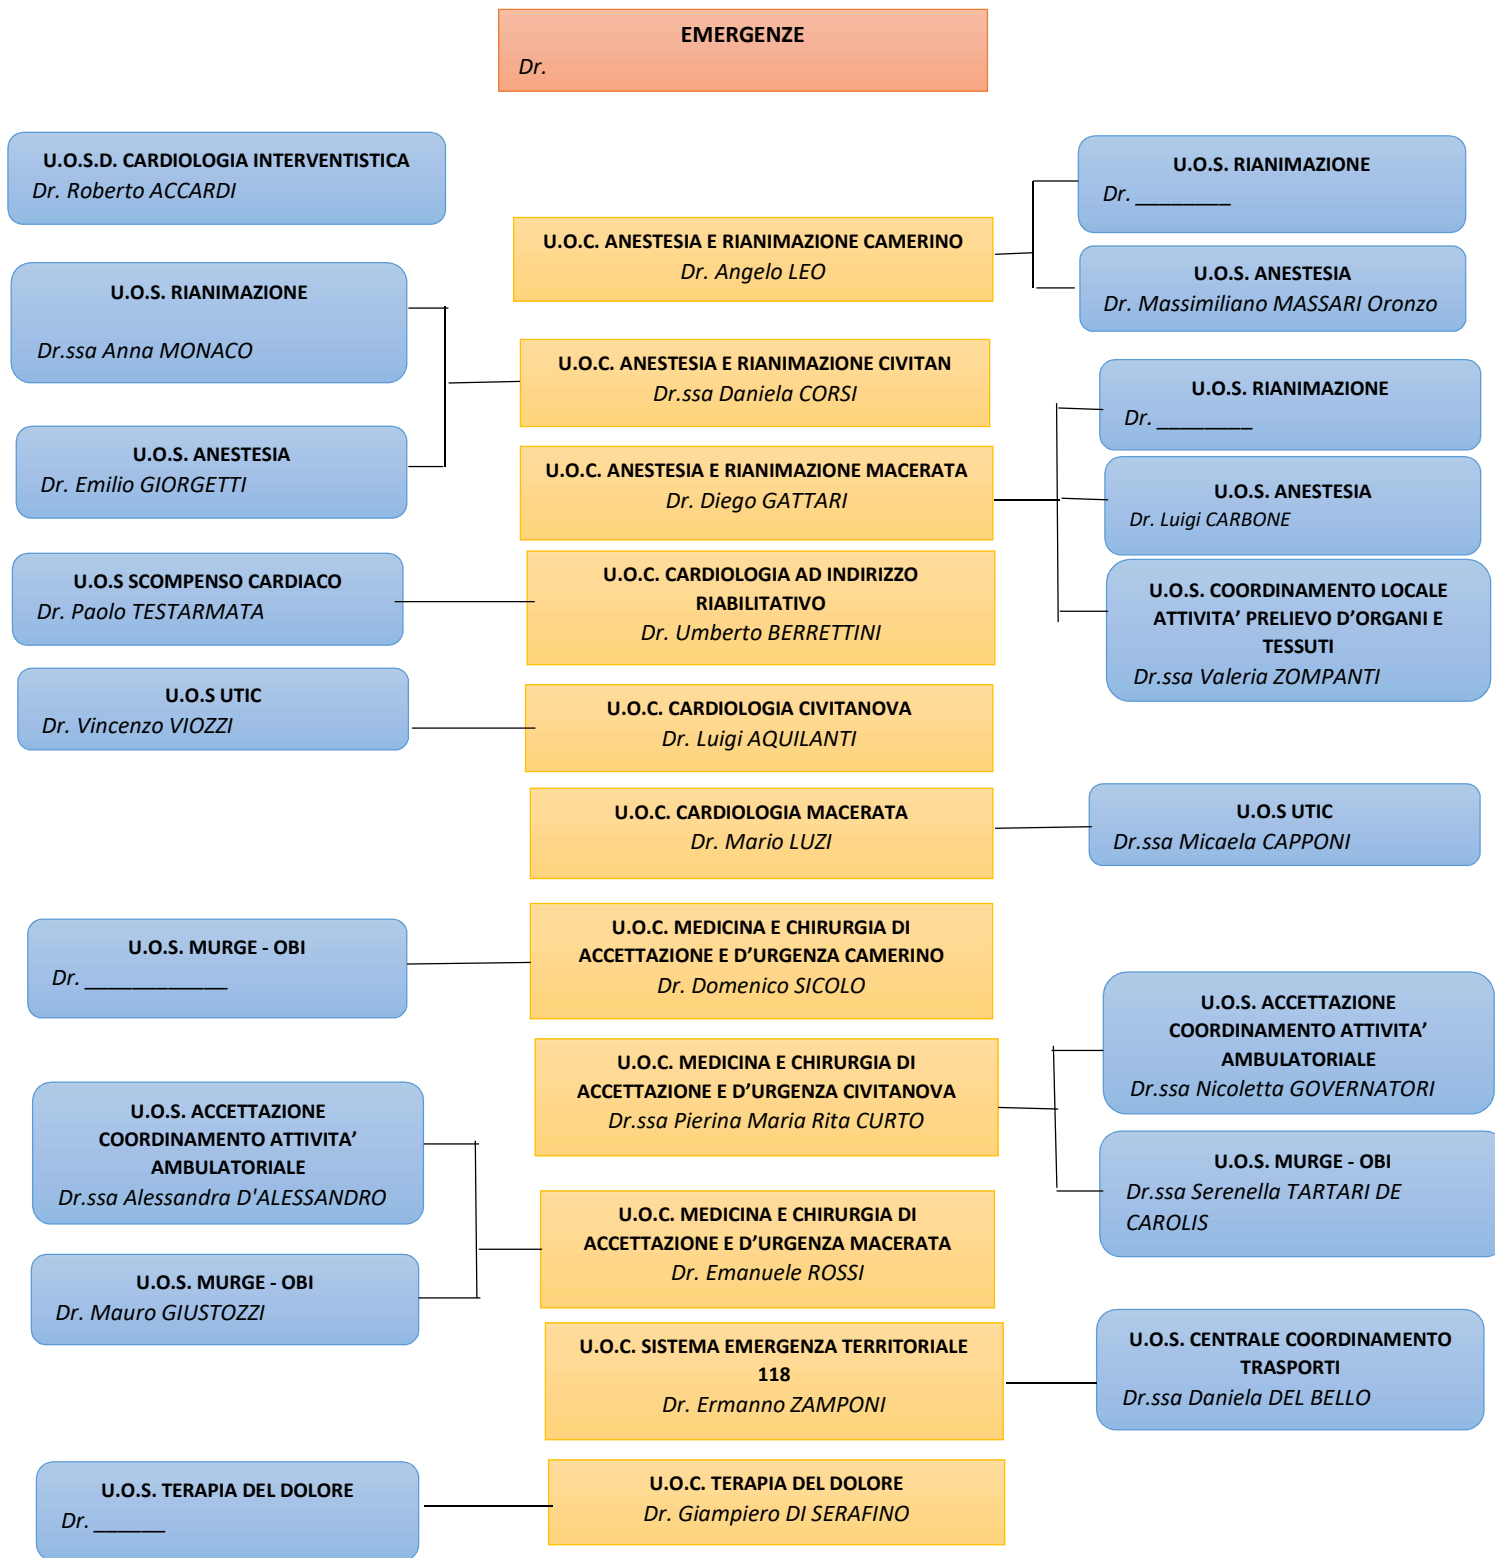 EMERGENZE
Dr.
U.O.S.D. CARDIOLOGIA INTERVENTISTICA
Dr. Roberto ACCARDI
U.O.S. RIANIMAZIONE
Dr. ________
U.O.C. ANESTESIA E RIANIMAZIONE CAMERINO
Dr. Angelo LEO
U.O.S. ANESTESIA
Dr. Massimiliano MASSARI Oronzo
U.O.S. RIANIMAZIONE
Dr.ssa Anna MONACO
U.O.C. ANESTESIA E RIANIMAZIONE CIVITAN
Dr.ssa Daniela CORSI
U.O.S. RIANIMAZIONE
Dr. ________
U.O.S. ANESTESIA
Dr. Emilio GIORGETTI
U.O.C. ANESTESIA E RIANIMAZIONE MACERATA
Dr. Diego GATTARI
U.O.S. ANESTESIA
Dr. Luigi CARBONE
U.O.S SCOMPENSO CARDIACO
Dr. Paolo TESTARMATA
U.O.C. CARDIOLOGIA AD INDIRIZZO
RIABILITATIVO
Dr. Umberto BERRETTINI
U.O.S. COORDINAMENTO LOCALE
ATTIVITA’ PRELIEVO D’ORGANI E
TESSUTI
Dr.ssa Valeria ZOMPANTI
U.O.S UTIC
Dr. Vincenzo VIOZZI
U.O.C. CARDIOLOGIA CIVITANOVA
Dr. Luigi AQUILANTI
U.O.C. CARDIOLOGIA MACERATA
Dr. Mario LUZI
U.O.S UTIC
Dr.ssa Micaela CAPPONI
U.O.S. MURGE - OBI
Dr. ____________
U.O.C. MEDICINA E CHIRURGIA DI
ACCETTAZIONE E D’URGENZA CAMERINO
Dr. Domenico SICOLO
U.O.S. ACCETTAZIONE
COORDINAMENTO ATTIVITA’
AMBULATORIALE
Dr.ssa Nicoletta GOVERNATORI
U.O.C. MEDICINA E CHIRURGIA DI
ACCETTAZIONE E D’URGENZA CIVITANOVA
Dr.ssa Pierina Maria Rita CURTO
U.O.S. ACCETTAZIONE
COORDINAMENTO ATTIVITA’
AMBULATORIALE
Dr.ssa Alessandra D'ALESSANDRO
U.O.S. MURGE - OBI
Dr.ssa Serenella TARTARI DE
CAROLIS
U.O.C. MEDICINA E CHIRURGIA DI
ACCETTAZIONE E D’URGENZA MACERATA
Dr. Emanuele ROSSI
U.O.S. MURGE - OBI
Dr. Mauro GIUSTOZZI
U.O.C. SISTEMA EMERGENZA TERRITORIALE
118
Dr. Ermanno ZAMPONI
U.O.S. CENTRALE COORDINAMENTO
TRASPORTI
Dr.ssa Daniela DEL BELLO
U.O.S. TERAPIA DEL DOLORE
Dr. ______
U.O.C. TERAPIA DEL DOLORE
Dr. Giampiero DI SERAFINO